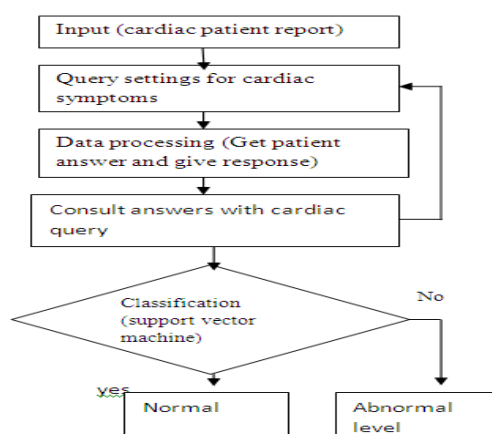 Input (cardiac patient report)
Query settings for cardiac
symptoms
Data processing (Get patient
answer and give response)
Consult answers with cardiac
query
Classification
(support vector
machine)
No
yes
Normal
Abnormal
level